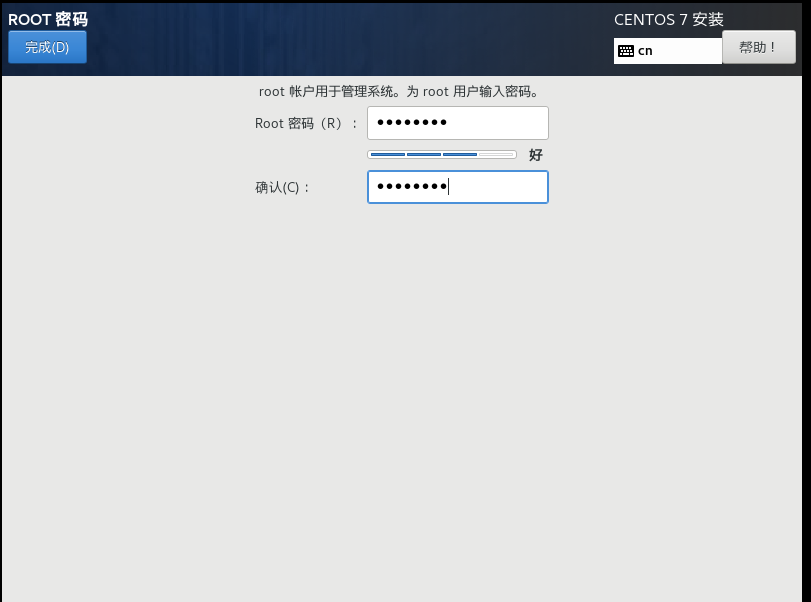 ROOT 密码
CENTOS 7 安装
完成(D)
cn
帮助！
root 帐户用于管理系统。为 root 用户输入密码。
Root 密码（R）：
●●●●●●●●
好
确认(C)：
●●●●●●●●